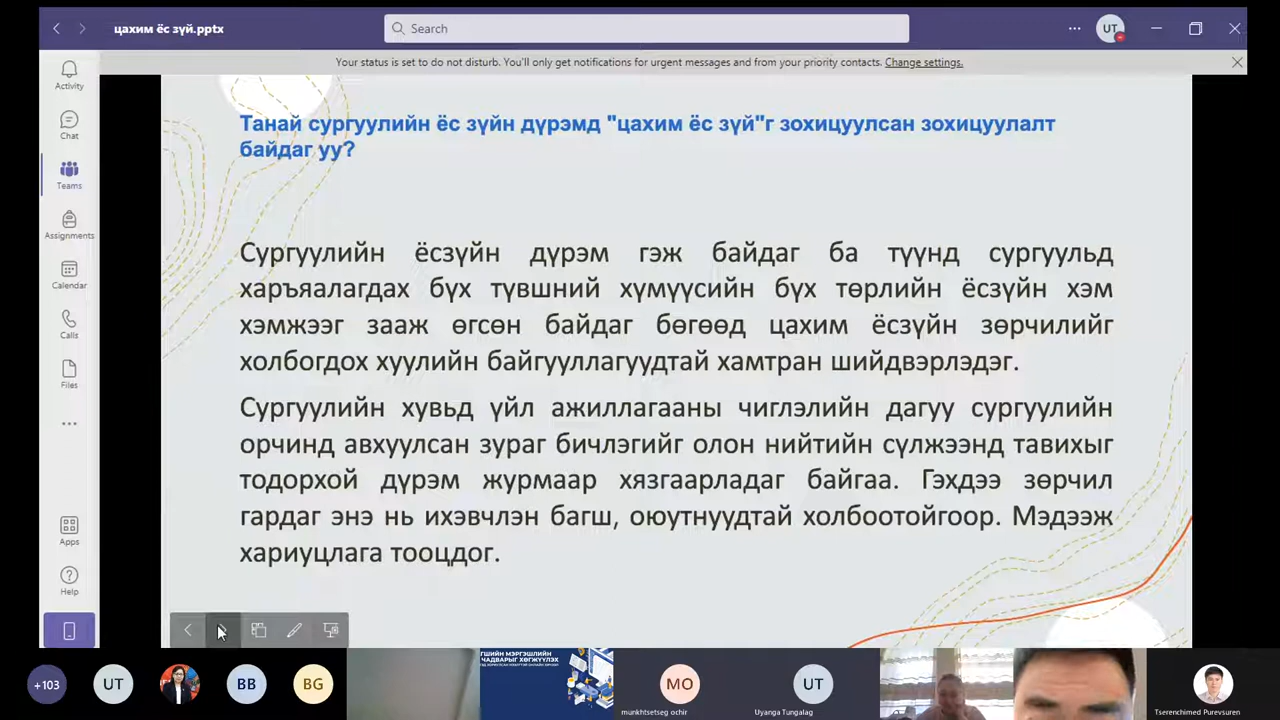 цахим ёс зүй.pptx
Search
UT
Your status is set to do not disturb. You'll only get notifications for urgent messages and from your priority contacts. Change settings.
Activity
Chat
Teams
Assignments
Calendar
Calls
Files
Apps
Help
Танай сургуулийн ёс зүйн дүрэмд "цахим ёс зүй"г зохицуулсан зохицуулалт
байдаг уу?
Сургуулийн ёсзүйн дүрэм гэж байдаг ба түүнд сургуульд
харъяалагдах бүх түвшний хүмүүсийн бүх төрлийн ёсзүйн хэм
хэмжээг зааж өгсөн байдаг бөгөөд цахим ёсзүйн зөрчилийг
холбогдох хуулийн байгууллагуудтай хамтран шийдвэрлэдэг.
Сургуулийн хувьд үйл ажиллагааны чиглэлийн дагуу сургуулийн
орчинд авхуулсан зураг бичлэгийг олон нийтийн сүлжээнд тавихыг
тодорхой дүрэм журмаар хязгаарладаг байгаа. Гэхдээ зөрчил
гардаг энэ нь ихэвчлэн багш, оюутнуудтай холбоотойгоор. Мэдээж
хариуцлага тооцдог.
+103
UT
BB
BG
ГШИЙН МЭРГЭШЛИЙН
ЧАДВАРЫГ ХӨГЖҮҮЛЭХ
MO
munkhtsetseg ochir
UT
Uyanga Tungalag
Tserenchimed Purevsuren